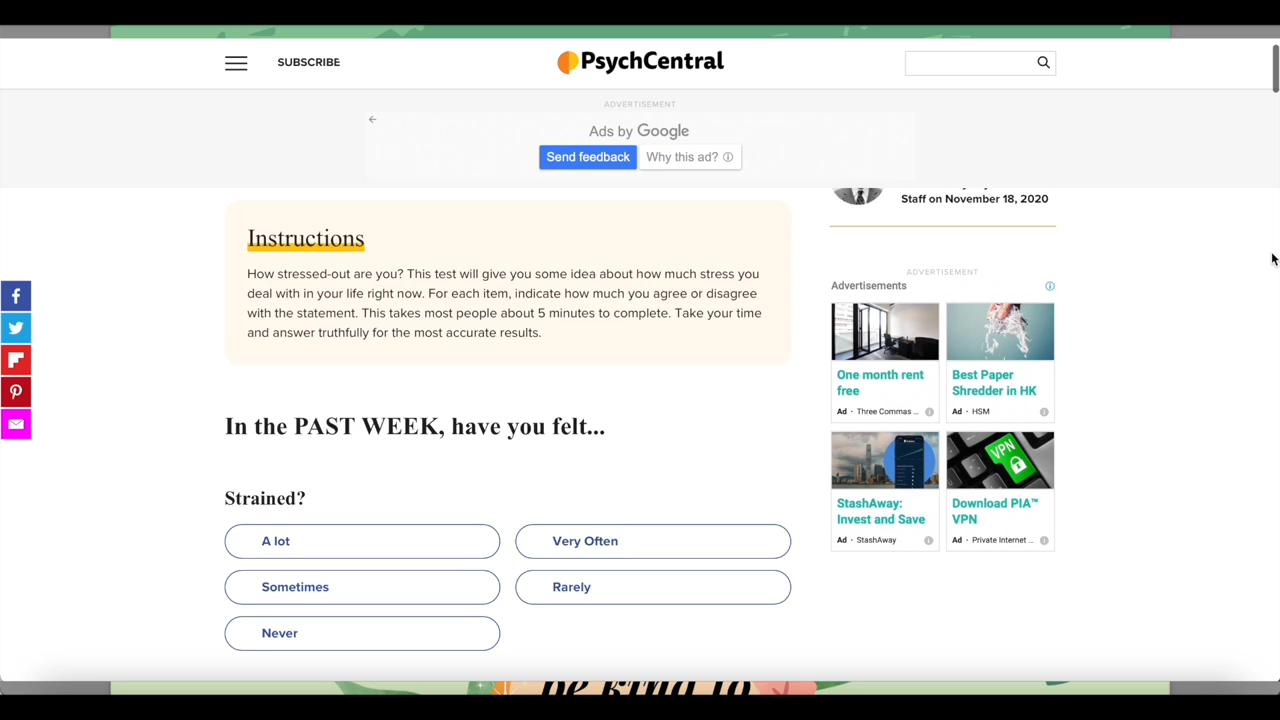 SUBSCRIBE
PsychCentral
ADVERTISEMENT
Ads by Google
Send feedback
Why this ad?
Staff on November 18, 2020
Instructions
How stressed-out are you? This test will give you some idea about how much stress you
deal with in your life right now. For each item, indicate how much you agree or disagree
with the statement. This takes most people about 5 minutes to complete. Take your time
and answer truthfully for the most accurate results.
In the PAST WEEK, have you felt...
Strained?
A lot
Very Often
Sometimes
Rarely
Never
ADVERTISEMENT
Advertisements
One month rent
free
Ad · Three Commas ...
Best Paper
Shredder in HK
Ad · HSM
StashAway:
Invest and Save
Ad · StashAway
VPN
Download PIA™
VPN
Ad · Private Internet ...
be kind to